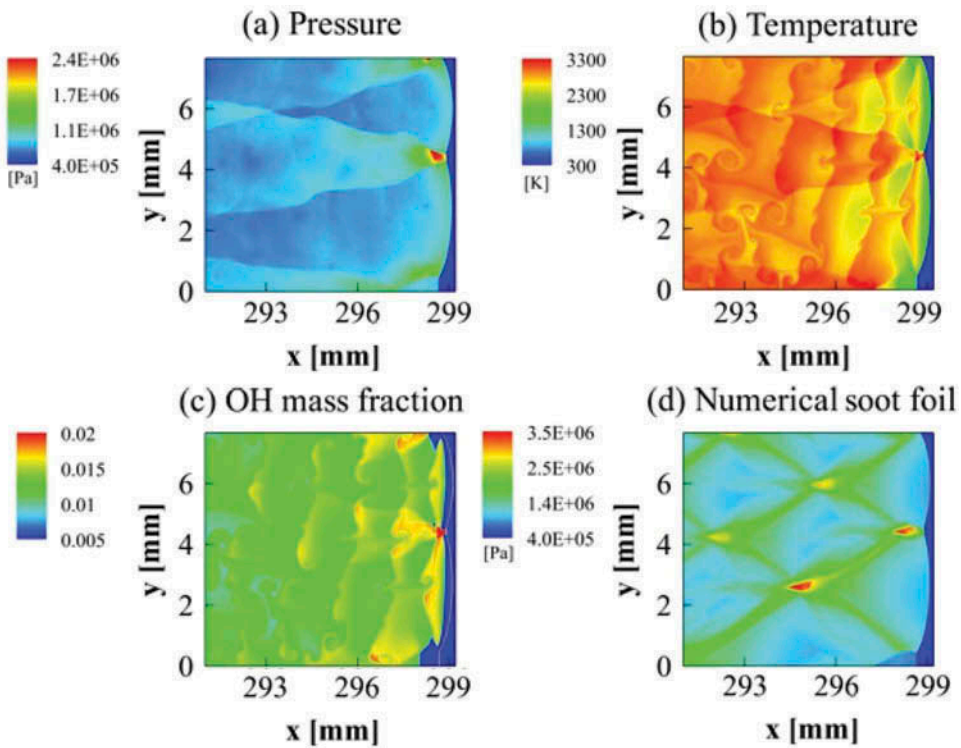 (a) Pressure
2.4E+06
1.7E+06
1.1E+06
4.0E+05
[Pa]
y [mm]
6
4
2
0
293
296
299
x [mm]
(b) Temperature
3300
2300
1300
300
[K]
y [mm]
6
4
2
0
293
296
299
x [mm]
(c) OH mass fraction
0.02
0.015
0.01
0.005
y [mm]
6
4
2
0
293
296
299
x [mm]
(d) Numerical soot foil
3.5E+06
2.5E+06
1.4E+06
4.0E+05
[Pa]
y [mm]
6
4
2
0
293
296
299
x [mm]